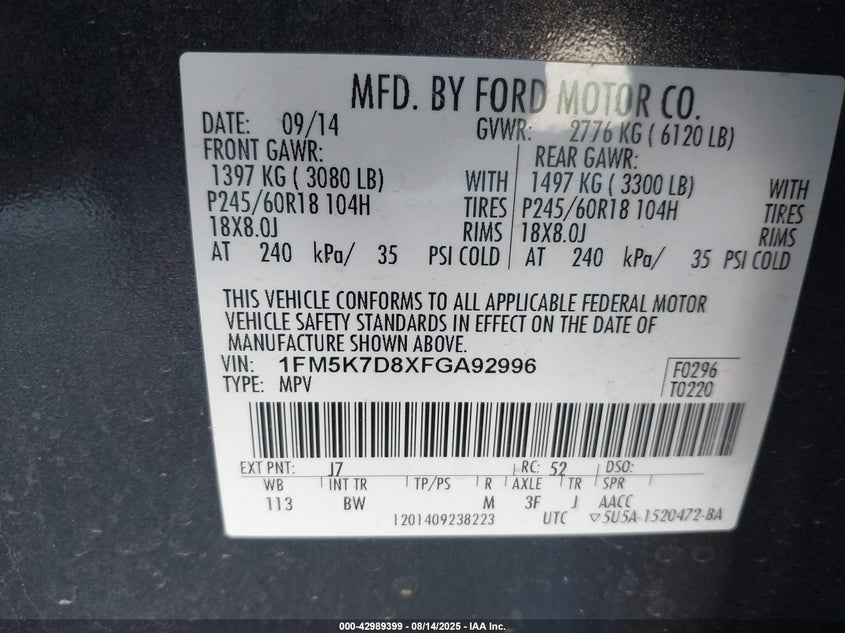 MFD. BY FORD MOTOR CO.
DATE: 09/14 GVWR: 2776 KG ( 6120 LB)
FRONT GAWR: REAR GAWR:
1397 KG ( 3080 LB) WITH 1497 KG ( 3300 LB) WITH
P245/60R18 104H TIRES P245/60R18 104H TIRES
18X8.0J RIMS 18X8.0J RIMS
AT 240 kPa/ 35 PSI COLD AT 240 kPa/ 35 PSI COLD
THIS VEHICLE CONFORMS TO ALL APPLICABLE FEDERAL MOTOR
VEHICLE SAFETY STANDARDS IN EFFECT ON THE DATE OF
MANUFACTURE SHOWN ABOVE.
VIN: 1FM5K7D8XFGA92996 F0296
TYPE: MPV T0220
EXT PNT: J7 RC: 52 DSO:
WB INT TR TP/PS R AXLE TR SPR
113 BW M 3F J AACC
1201409238223 UTC ▽5U5A-1520472-BA
000-42989399 - 08/14/2025 - IAA Inc.